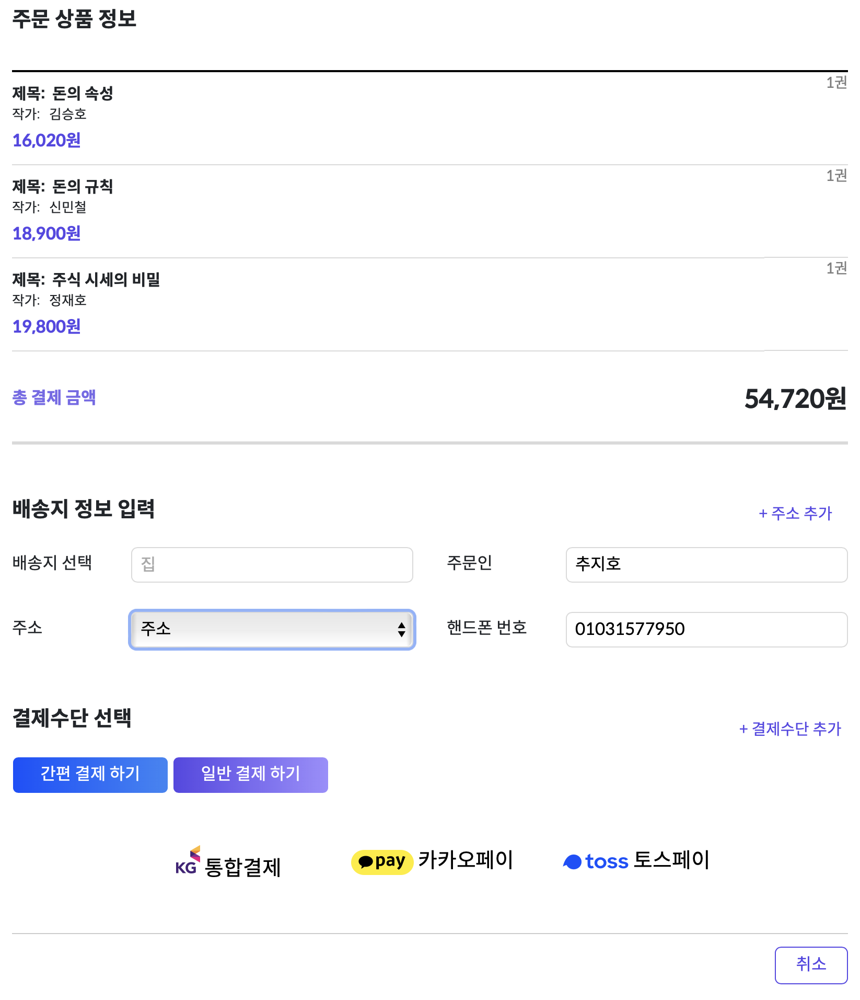 주문 상품 정보
1권
제목: 돈의 속성
작가: 김승호
16,020원
1권
제목: 돈의 규칙
작가: 신민철
18,900원
1권
제목: 주식 시세의 비밀
작가: 정재호
19,800원
총 결제 금액 54,720원
배송지 정보 입력 + 주소 추가
배송지 선택 집 주문인 추지호
주소 주소 핸드폰 번호 01031577950
결제수단 선택 + 결제수단 추가
간편 결제 하기 일반 결제 하기
KG 통합결제 pay 카카오페이 toss 토스페이
취소